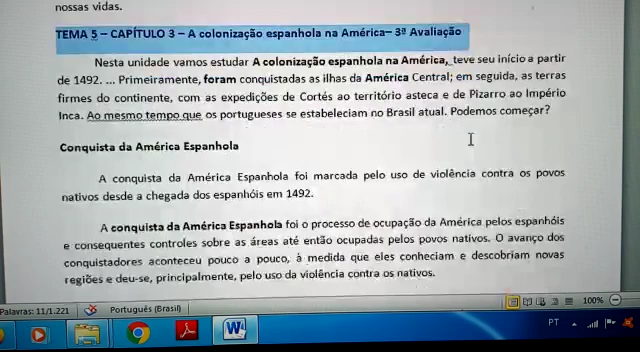 nossas vidas.
TEMA 5 – CAPÍTULO 3 – A colonização espanhola na América– 3ª Avaliação
Nesta unidade vamos estudar A colonização espanhola na América, teve seu início a partir
de 1492. ... Primeiramente, foram conquistadas as ilhas da América Central; em seguida, as terras
firmes do continente, com as expedições de Cortés ao território asteca e de Pizarro ao Império
Inca. Ao mesmo tempo que os portugueses se estabeleciam no Brasil atual. Podemos começar?
Conquista da América Espanhola
A conquista da América Espanhola foi marcada pelo uso de violência contra os povos
nativos desde a chegada dos espanhóis em 1492.
A conquista da América Espanhola foi o processo de ocupação da América pelos espanhóis
e consequentes controles sobre as áreas até então ocupadas pelos povos nativos. O avanço dos
conquistadores aconteceu pouco a pouco, á medida que eles conheciam e descobriam novas
regiões e deu-se, principalmente, pelo uso da violência contra os nativos.
Palavras: 11/1.221 Português (Brasil) 100%
PT